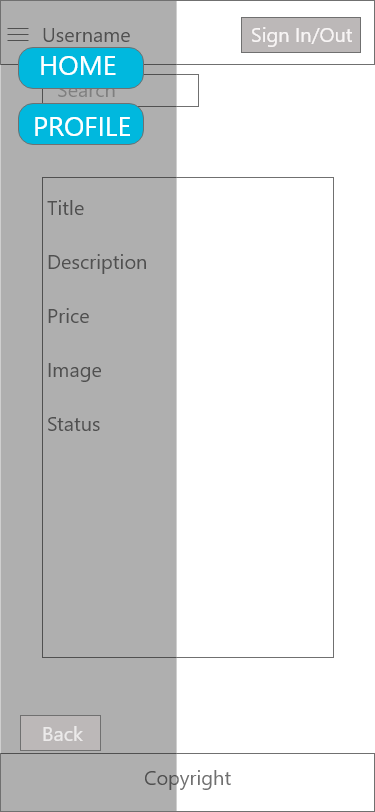 Username
Sign In/Out
HOME
Search
PROFILE
Title
Description
Price
Image
Status
Back
Copyright